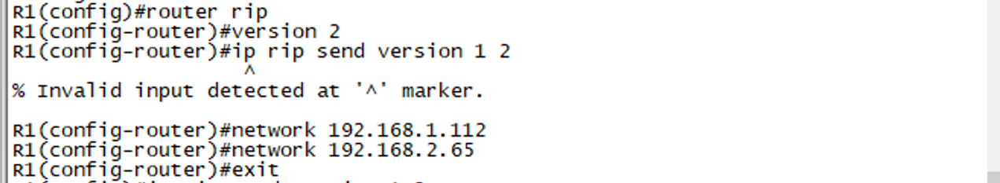 R1(config)#router rip
R1(config-router)#version 2
R1(config-router)#ip rip send version 1 2
^
% Invalid input detected at '^' marker.
R1(config-router)#network 192.168.1.112
R1(config-router)#network 192.168.2.65
R1(config-router)#exit